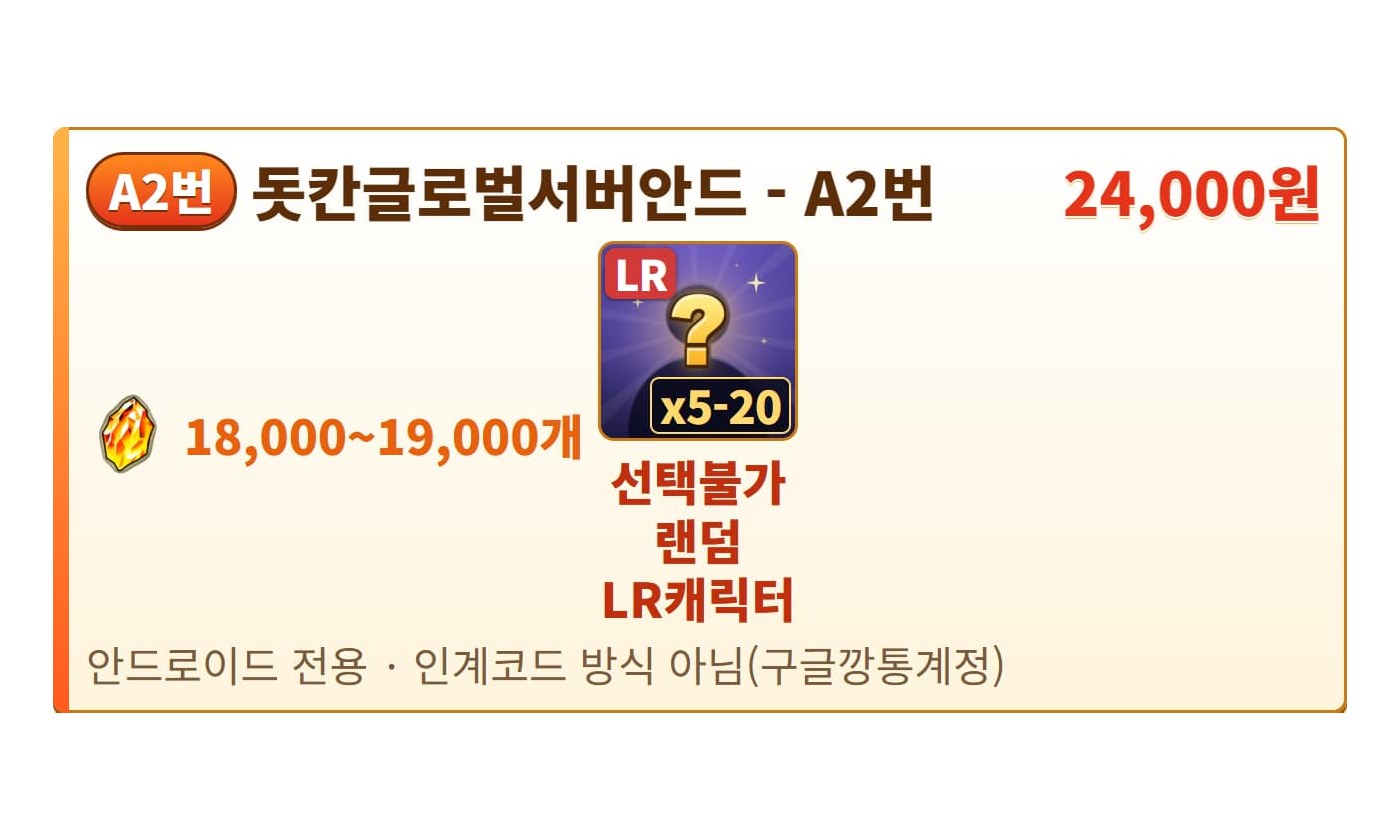 A2번 돗칸글로벌서버안드 - A2번 24,000원
LR
?
x5-20
18,000~19,000개
선택불가
랜덤
LR캐릭터
안드로이드 전용 · 인계코드 방식 아님(구글깡통계정)